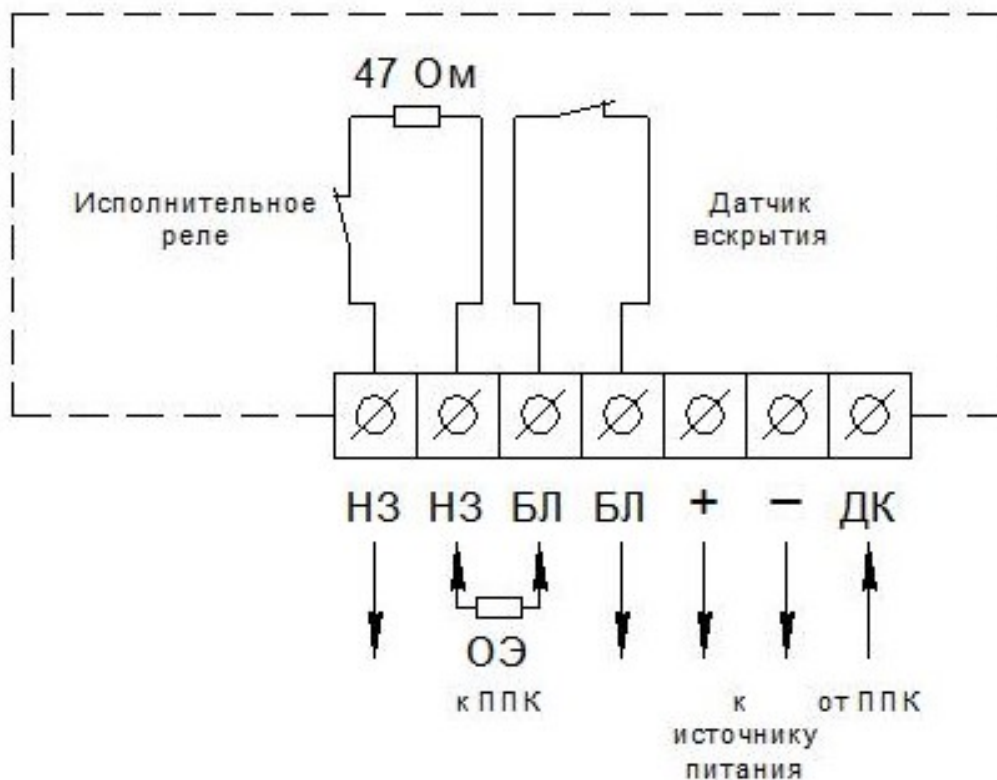 47 Ом
Исполнительное
реле
Датчик
вскрытия
НЗ НЗ БЛ БЛ + − ДК
ОЭ
к ППК
к
источнику
питания
от ППК